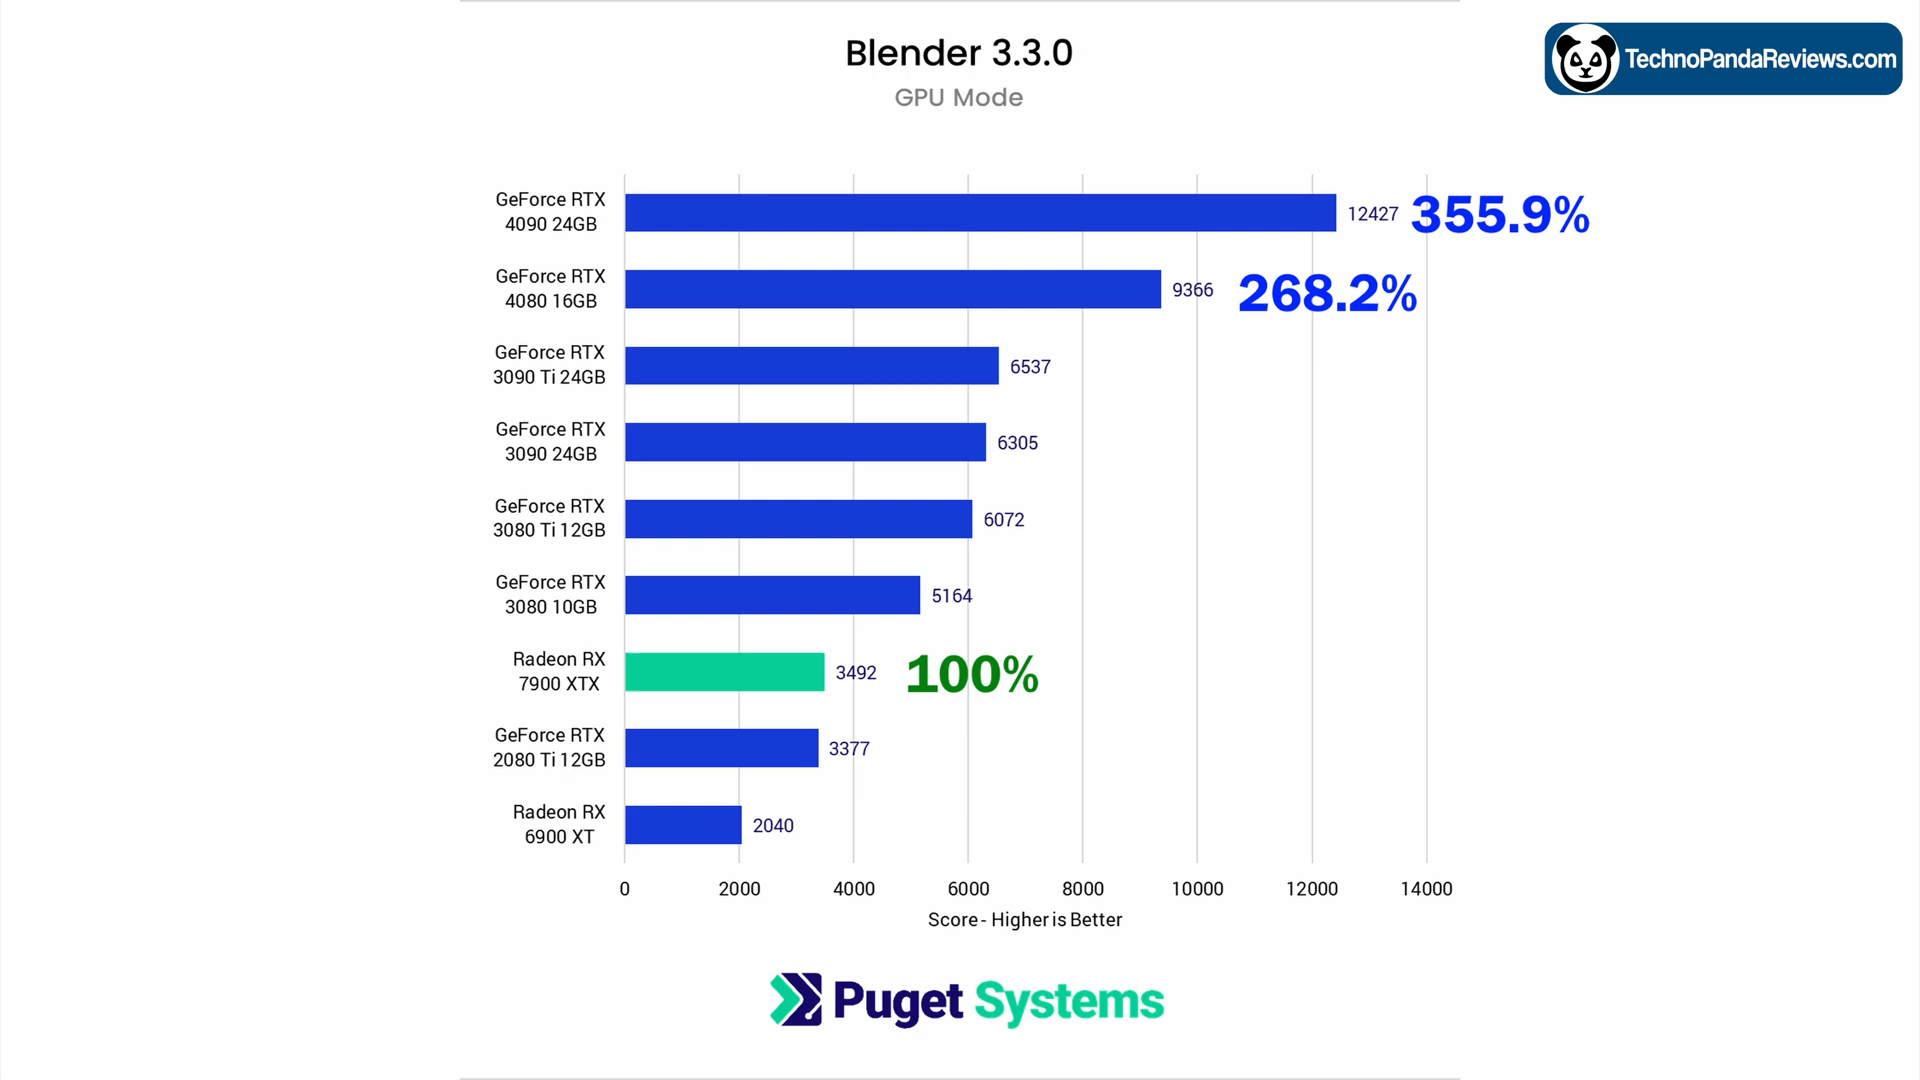 Blender 3.3.0
GPU Mode
TechnoPandaReviews.com
GeForce RTX
4090 24GB
12427
355.9%
GeForce RTX
4080 16GB
9366
268.2%
GeForce RTX
3090 Ti 24GB
6537
GeForce RTX
3090 24GB
6305
GeForce RTX
3080 Ti 12GB
6072
GeForce RTX
3080 10GB
5164
Radeon RX
7900 XTX
3492
100%
GeForce RTX
2080 Ti 12GB
3377
Radeon RX
6900 XT
2040
0 2000 4000 6000 8000 10000 12000 14000
Score - Higher is Better
Puget Systems